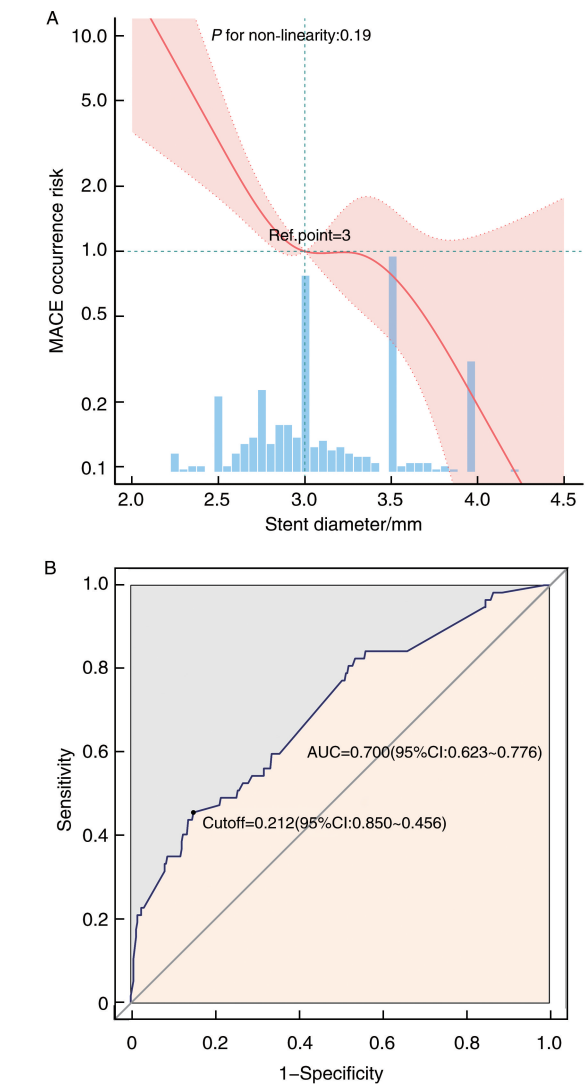 A
P for non-linearity:0.19
10.0
5.0
2.0
1.0
0.5
0.2
0.1
MACE occurrence risk
Ref.point=3
2.0 2.5 3.0 3.5 4.0 4.5
Stent diameter/mm
B
1.0
0.8
0.6
0.4
0.2
0
Sensitivity
AUC=0.700(95%CI:0.623~0.776)
Cutoff=0.212(95%CI:0.850~0.456)
0 0.2 0.4 0.6 0.8 1.0
1–Specificity